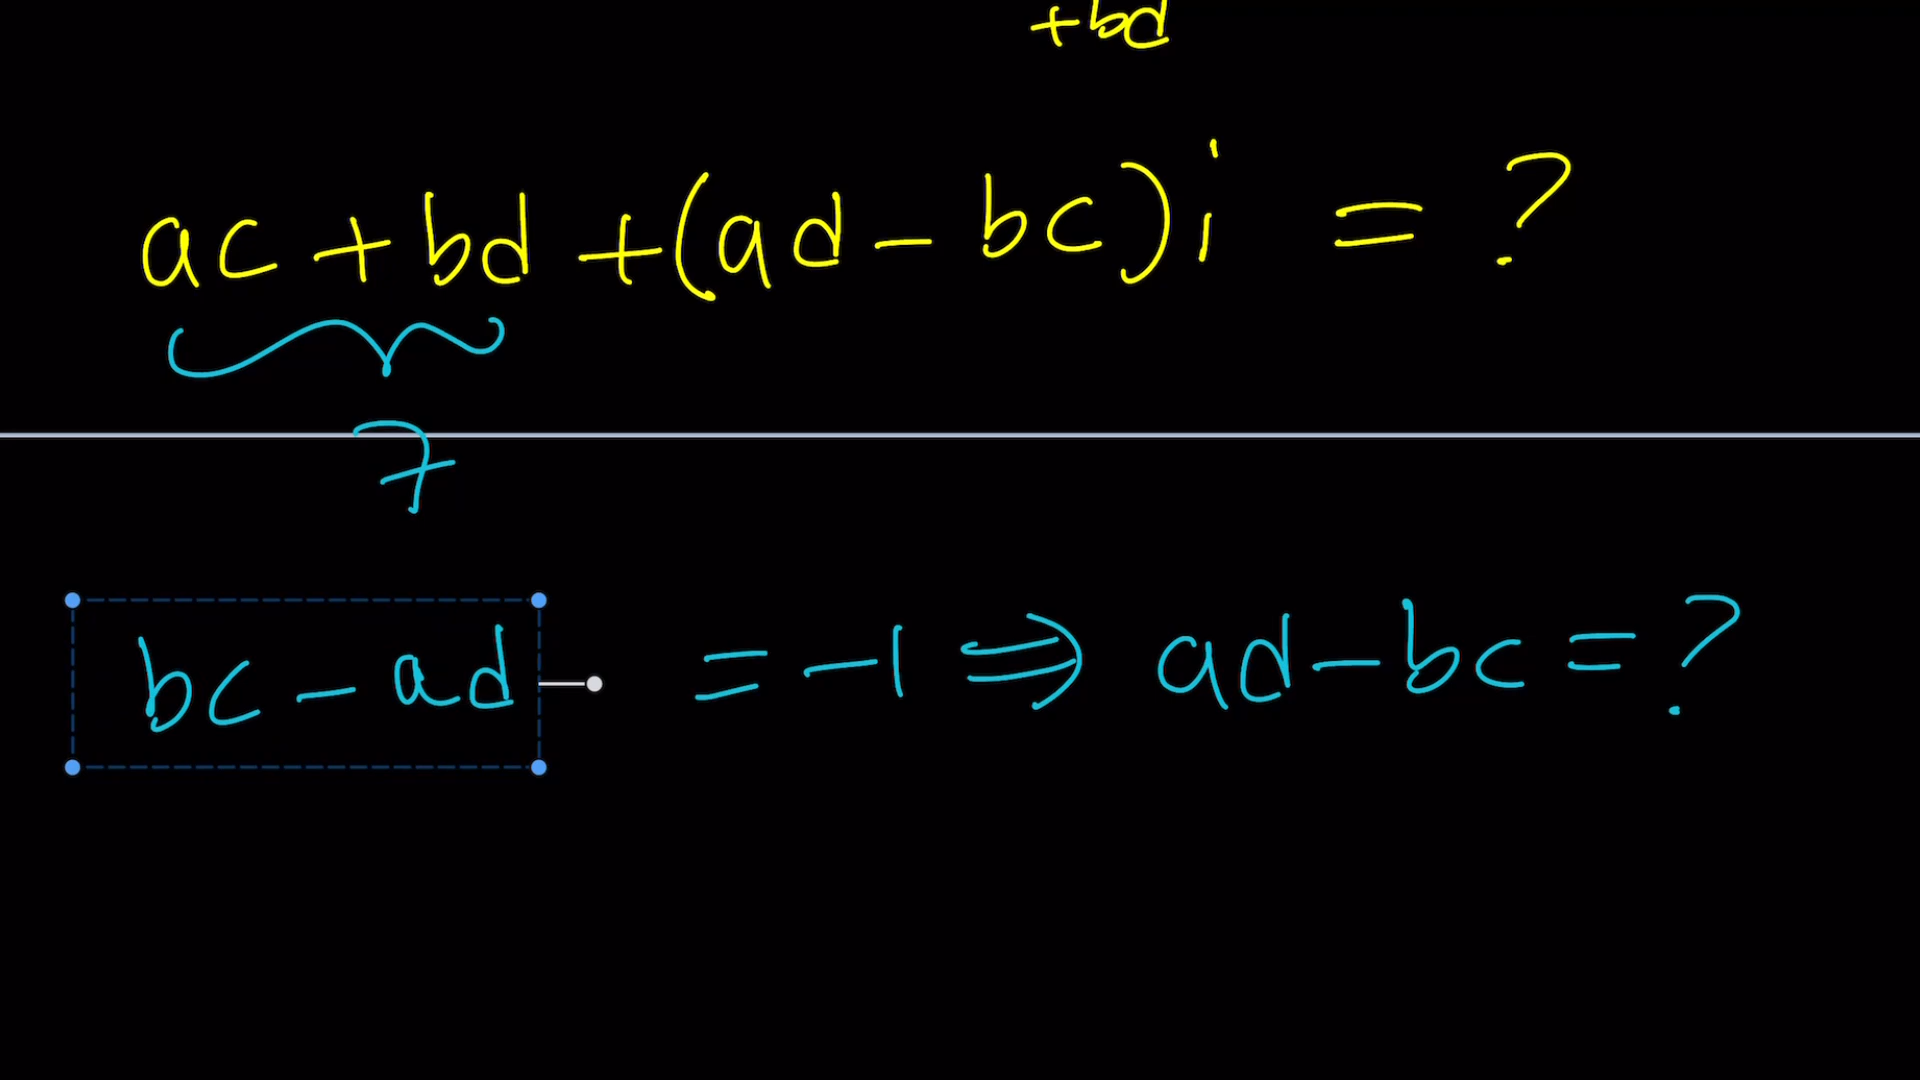 +bd
ac + bd + (ad - bc) i = ?
7
bc - ad = -1 ⇒ ad - bc = ?